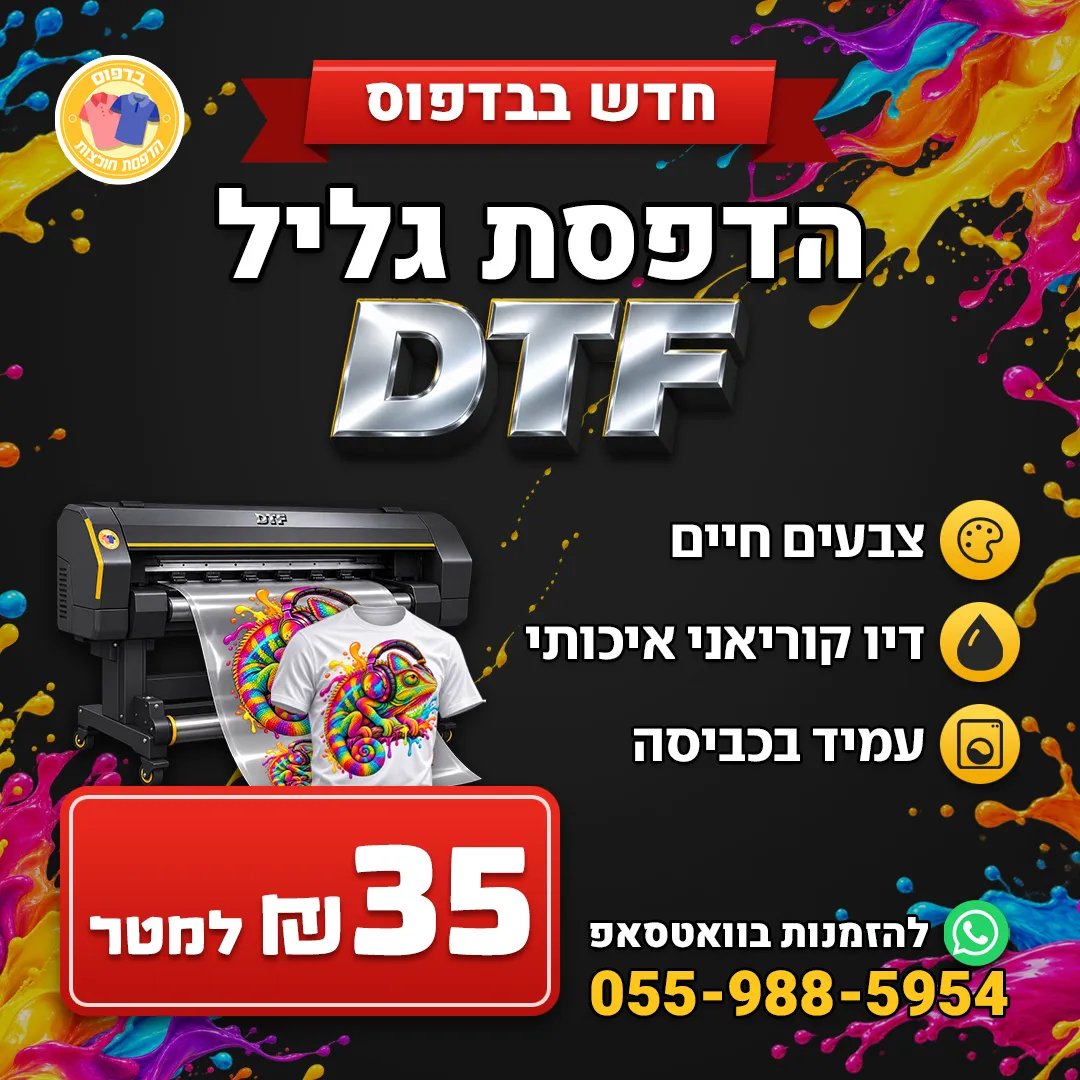 בדפוס
הדפסת חולצות
חדש בבדפוס
הדפסת גליל
DTF
DTF
צבעים חיים
דיו קוריאני איכותי
עמיד בכביסה
35₪ למטר
להזמנות בוואטסאפ
055-988-5954